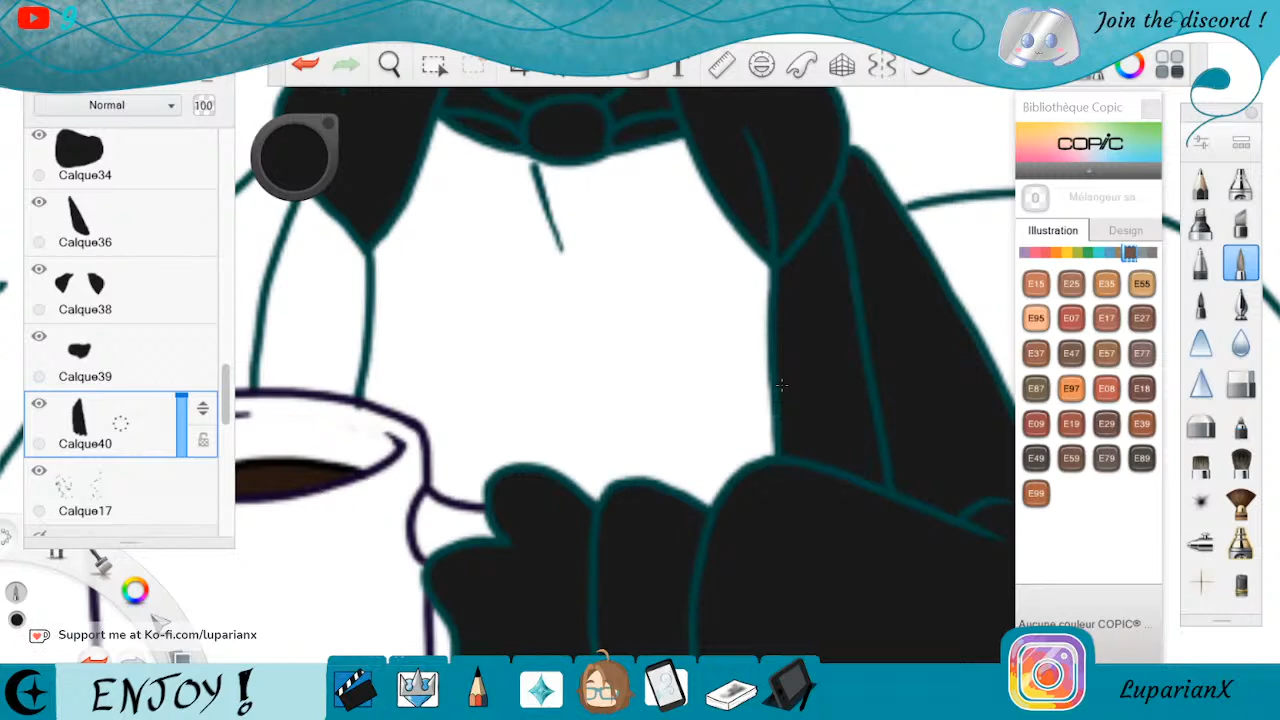 9
Join the discord !
Normal
100
Calque34
Calque36
Calque38
Calque39
Calque40
Calque17
T
Bibliothèque Copic
COPIC
0
Mélangeur sa...
Illustration
Design
E15
E25
E35
E55
E95
E07
E17
E27
E37
E47
E57
E77
E87
E97
E08
E18
E09
E19
E29
E39
E49
E59
E79
E89
E99
Aucune couleur COPIC® ...
Support me at Ko-fi.com/luparianx
ENJOY !
LuparianX